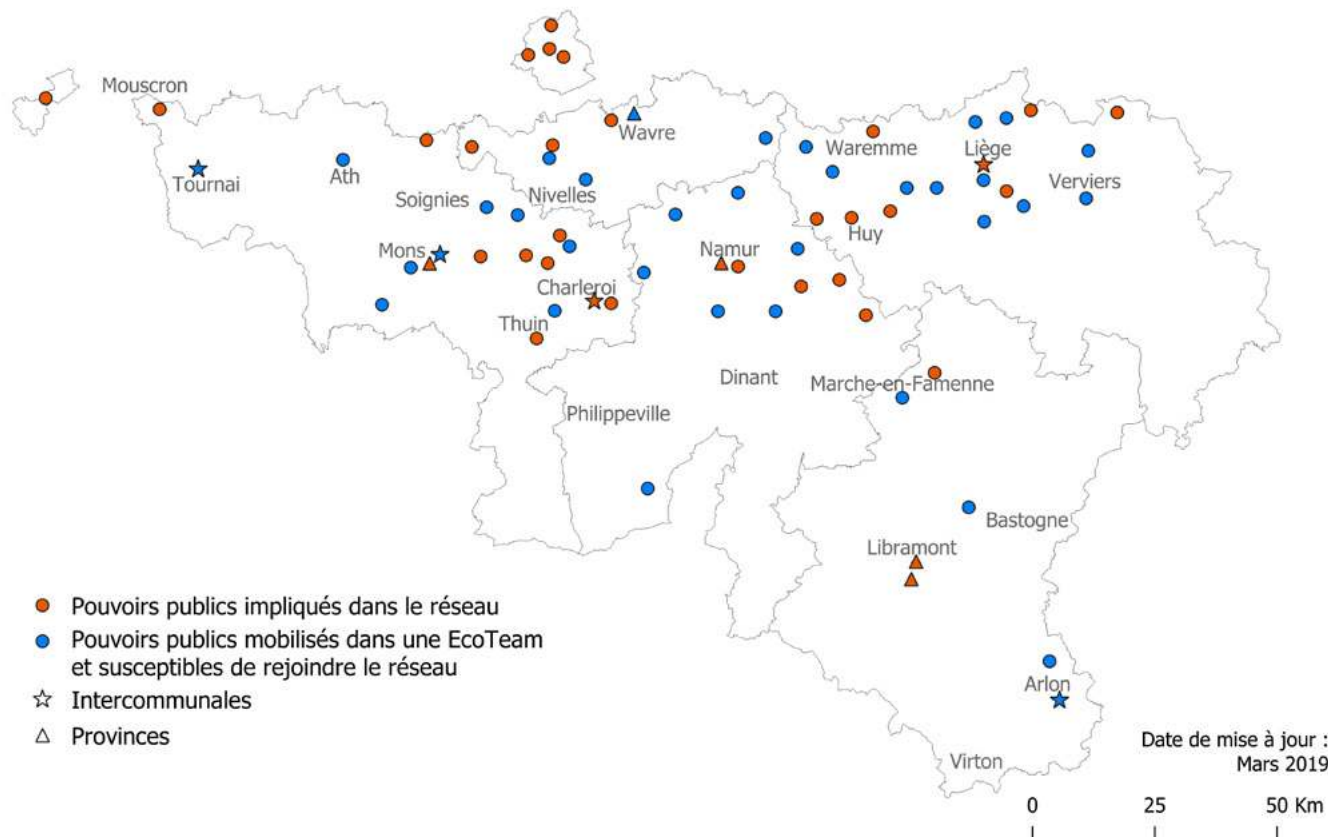 Mouscron
Wavre
Waremme
Liège
Tournai
Ath
Verviers
Soignies
Nivelles
Huy
Mons
Namur
Charleroi
Thuin
Dinant
Marche-en-Famenne
Philippeville
Bastogne
Libramont
Pouvoirs publics impliqués dans le réseau
Pouvoirs publics mobilisés dans une EcoTeam
et susceptibles de rejoindre le réseau
Intercommunales
Provinces
Arlon
Virton
Date de mise à jour :
Mars 2019
0 25 50 Km